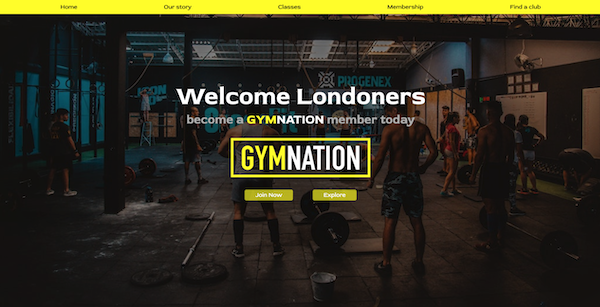 Home
Our story
Classes
Membership
Find a club
PROGENEX
Welcome Londoners
become a GYMNATION member today
GYMNATION
Join Now
Explore